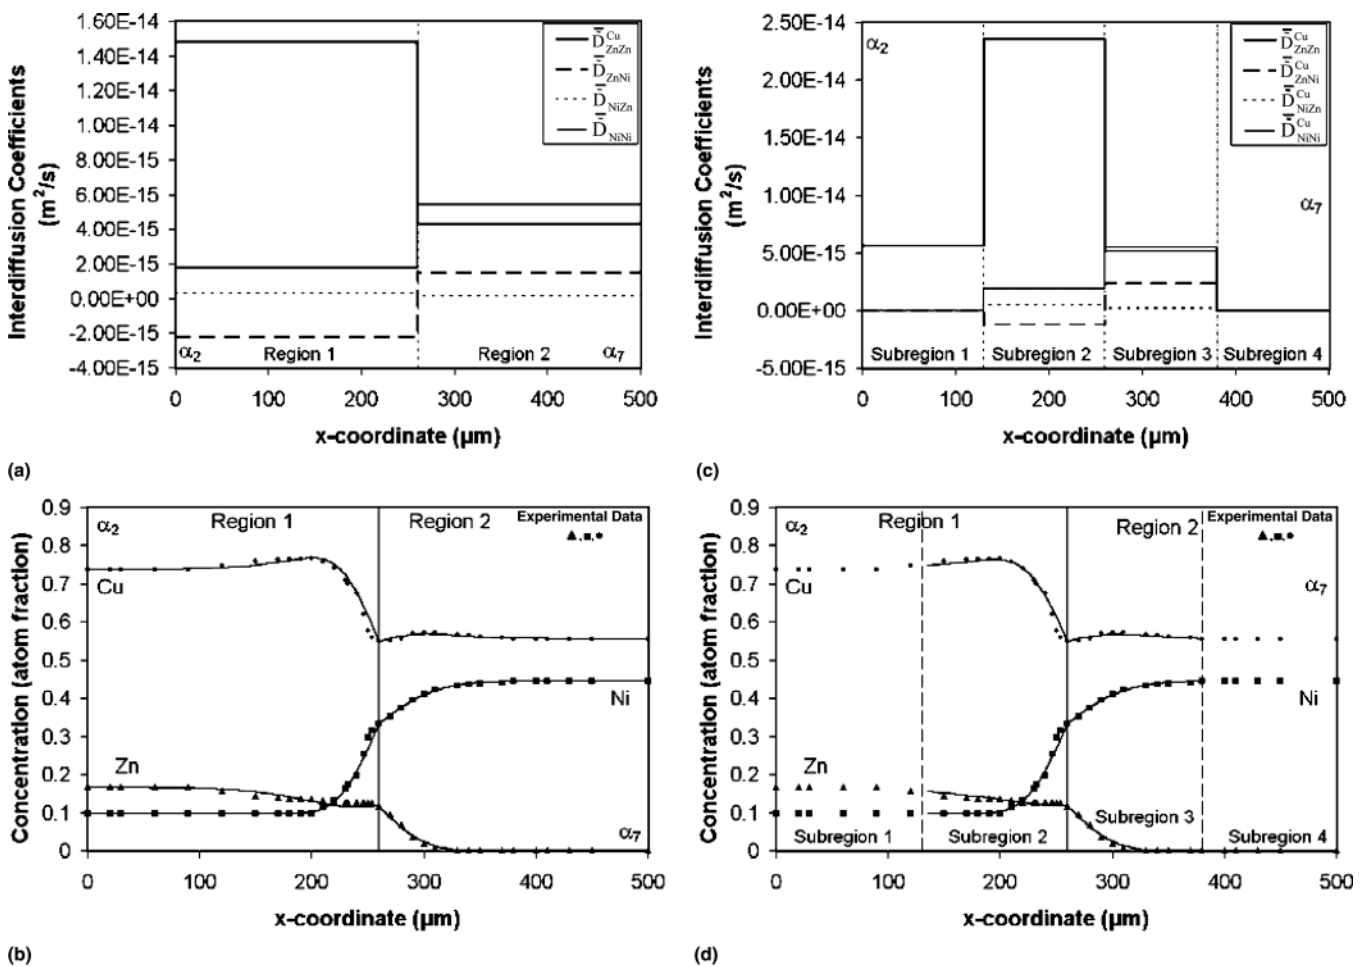 1.60E-14
1.40E-14
1.20E-14
1.00E-14
8.00E-15
6.00E-15
4.00E-15
2.00E-15
0.00E+00
-2.00E-15
-4.00E-15
Interdiffusion Coefficients
(m²/s)
D̃ Cu ZnZn
D̃ ZnNi
D̃ NiZn
D̃ NiNi
α₂ Region 1 Region 2 α₇
0 100 200 300 400 500
x-coordinate (µm)
(a)
2.50E-14
2.00E-14
1.50E-14
1.00E-14
5.00E-15
0.00E+00
-5.00E-15
Interdiffusion Coefficients
(m²/s)
α₂
D̃ Cu ZnZn
D̃ Cu ZnNi
D̃ Cu NiZn
D̃ Cu NiNi
α₇
Subregion 1 Subregion 2 Subregion 3 Subregion 4
0 100 200 300 400 500
x-coordinate (µm)
(c)
0.9
0.8
0.7
0.6
0.5
0.4
0.3
0.2
0.1
0
Concentration (atom fraction)
α₂ Region 1 Region 2 Experimental Data
Cu
Ni
Zn
α₇
0 100 200 300 400 500
x-coordinate (µm)
(b)
0.9
0.8
0.7
0.6
0.5
0.4
0.3
0.2
0.1
0
Concentration (atom fraction)
α₂ Region 1 Region 2 Experimental Data
Cu α₇
Ni
Zn
Subregion 1 Subregion 2 Subregion 3 Subregion 4
0 100 200 300 400 500
x-coordinate (µm)
(d)